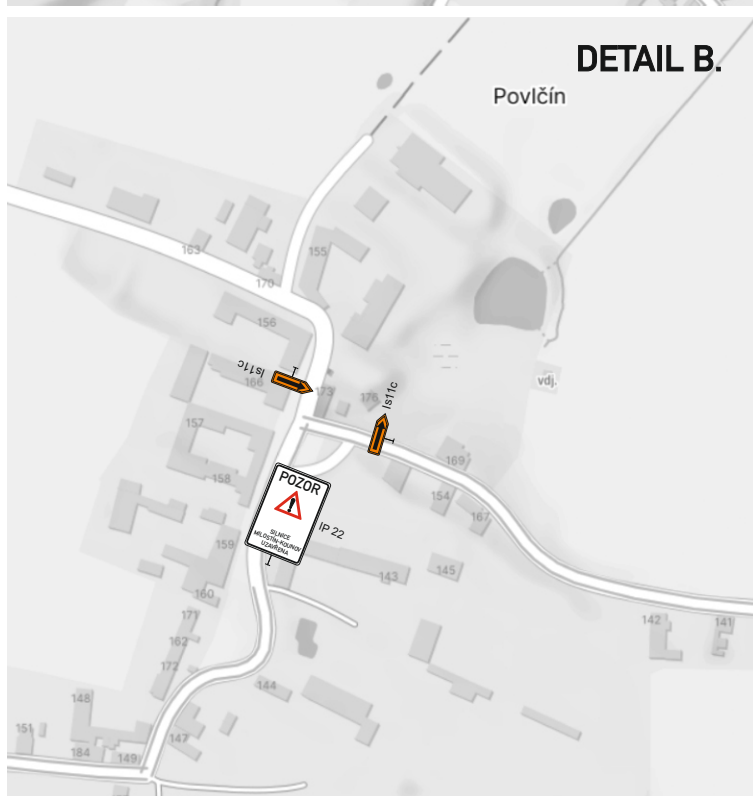 DETAIL B.
Povlčín
163
155
170
156
Is11c
166
173
176
Is11c
vdj.
157
169
158
154
167
POZOR
SILNICE
MILOSTÍN-KOUNOV
UZAVŘENA
IP 22
159
143
145
160
171
162
172
142
141
144
148
151
147
184
149